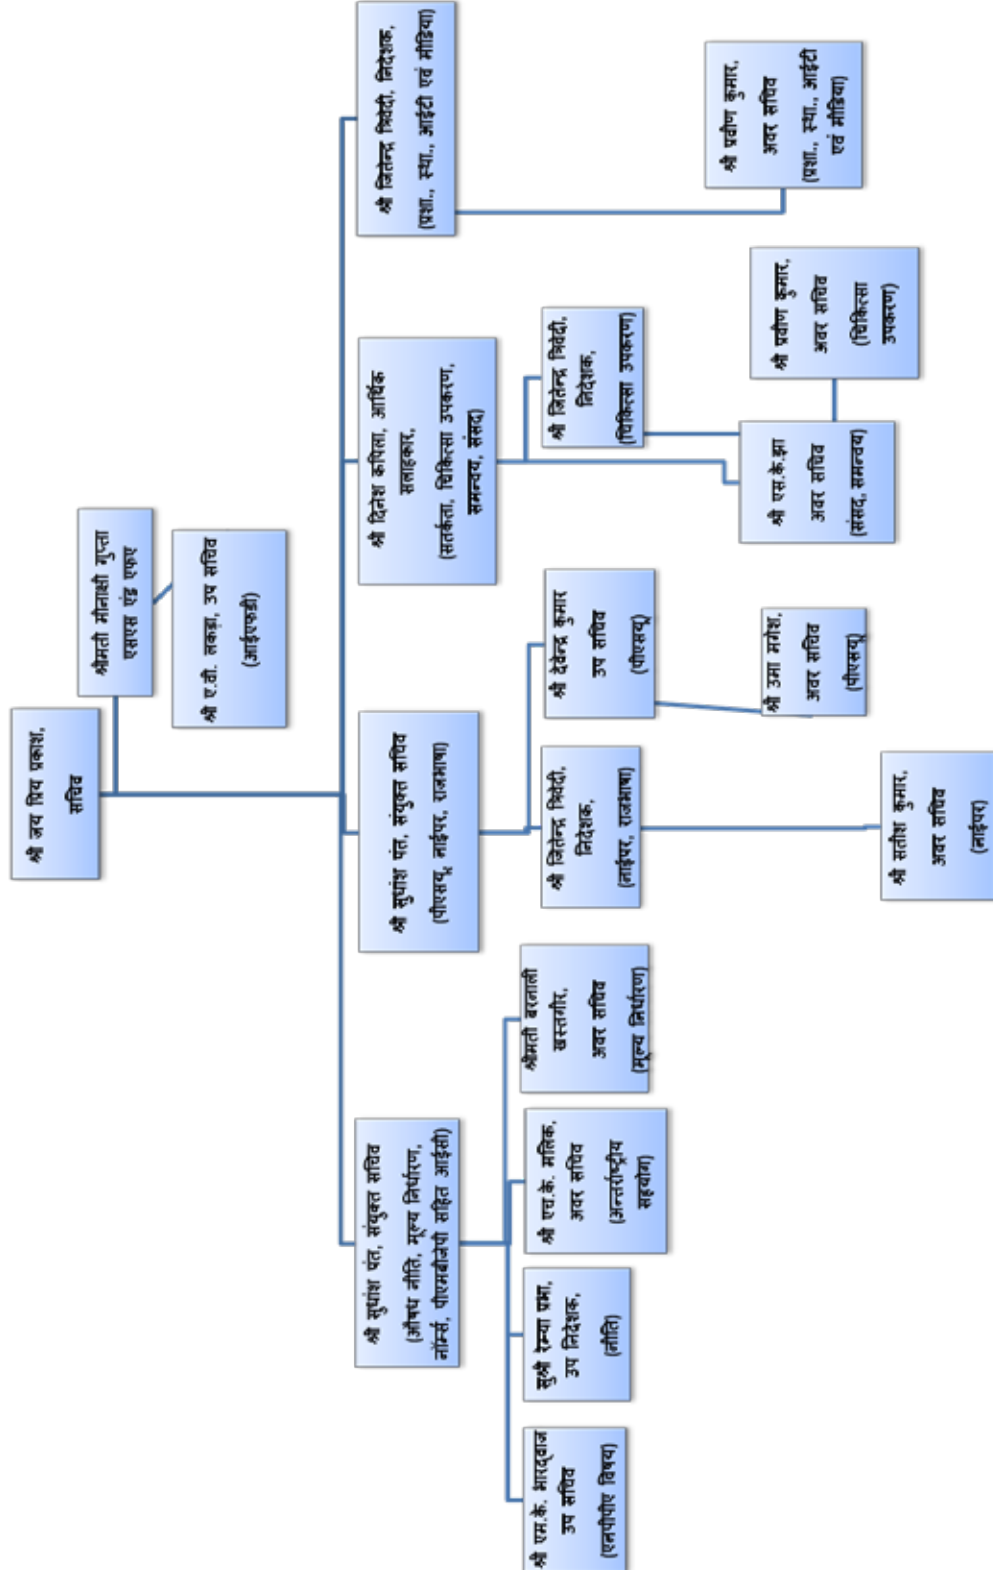 श्री जय प्रिय प्रकाश,
सचिव
श्रीमती मीनाक्षी गुप्ता
एसएस एंड एफए
श्री ए.वी. लकड़ा, उप सचिव
(आईएफडी)
श्री सुधांश पंत, संयुक्त सचिव
(औषध नीति, मूल्य निर्धारण,
नॉर्म्स, पीएमबीजेपी सहित आईसी)
श्री सुधांश पंत, संयुक्त सचिव
(पीएसयू, नाईपर, राजभाषा)
श्री दिनेश कपिला, आर्थिक
सलाहकार,
(सतर्कता, चिकित्सा उपकरण,
समन्वय, संसद)
श्री जितेन्द्र त्रिवेदी, निदेशक,
(प्रशा., स्था., आईटी एवं मीडिया)
श्री एम.के. भारद्वाज
उप सचिव
(एनपीपीए विषय)
सुश्री रेम्या प्रभा,
उप निदेशक,
(नीति)
श्री एच.के. मलिक,
अवर सचिव
(अन्तर्राष्ट्रीय
सहयोग)
श्रीमती बरनाली
खस्तगीर,
अवर सचिव
(मूल्य निर्धारण)
श्री जितेन्द्र त्रिवेदी,
निदेशक,
(नाईपर, राजभाषा)
श्री देवेन्द्र कुमार
उप सचिव
(पीएसयू)
श्री जितेन्द्र त्रिवेदी,
निदेशक,
(चिकित्सा उपकरण)
श्री सतीश कुमार,
अवर सचिव
(नाईपर)
श्री उमा मगेश,
अवर सचिव
(पीएसयू)
श्री एस.के.झा
अवर सचिव
(संसद, समन्वय)
श्री प्रवीण कुमार,
अवर सचिव
(चिकित्सा
उपकरण)
श्री प्रवीण कुमार,
अवर सचिव
(प्रशा., स्था., आईटी
एवं मीडिया)